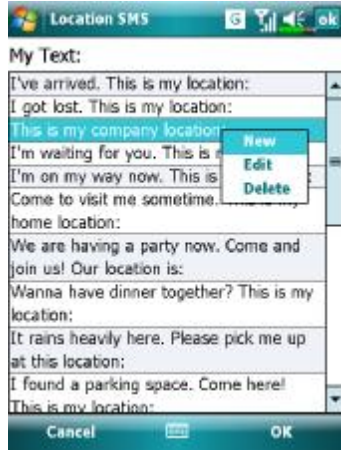 Location SMS G ok
My Text:
I've arrived. This is my location:
I got lost. This is my location:
This is my company location
New
I'm waiting for you. This is
Edit
I'm on my way now. This is :
Delete
Come to visit me sometime. This is my
home location:
We are having a party now. Come and
join us! Our location is:
Wanna have dinner together? This is my
location:
It rains heavily here. Please pick me up
at this location:
I found a parking space. Come here!
This is my location:
Cancel OK